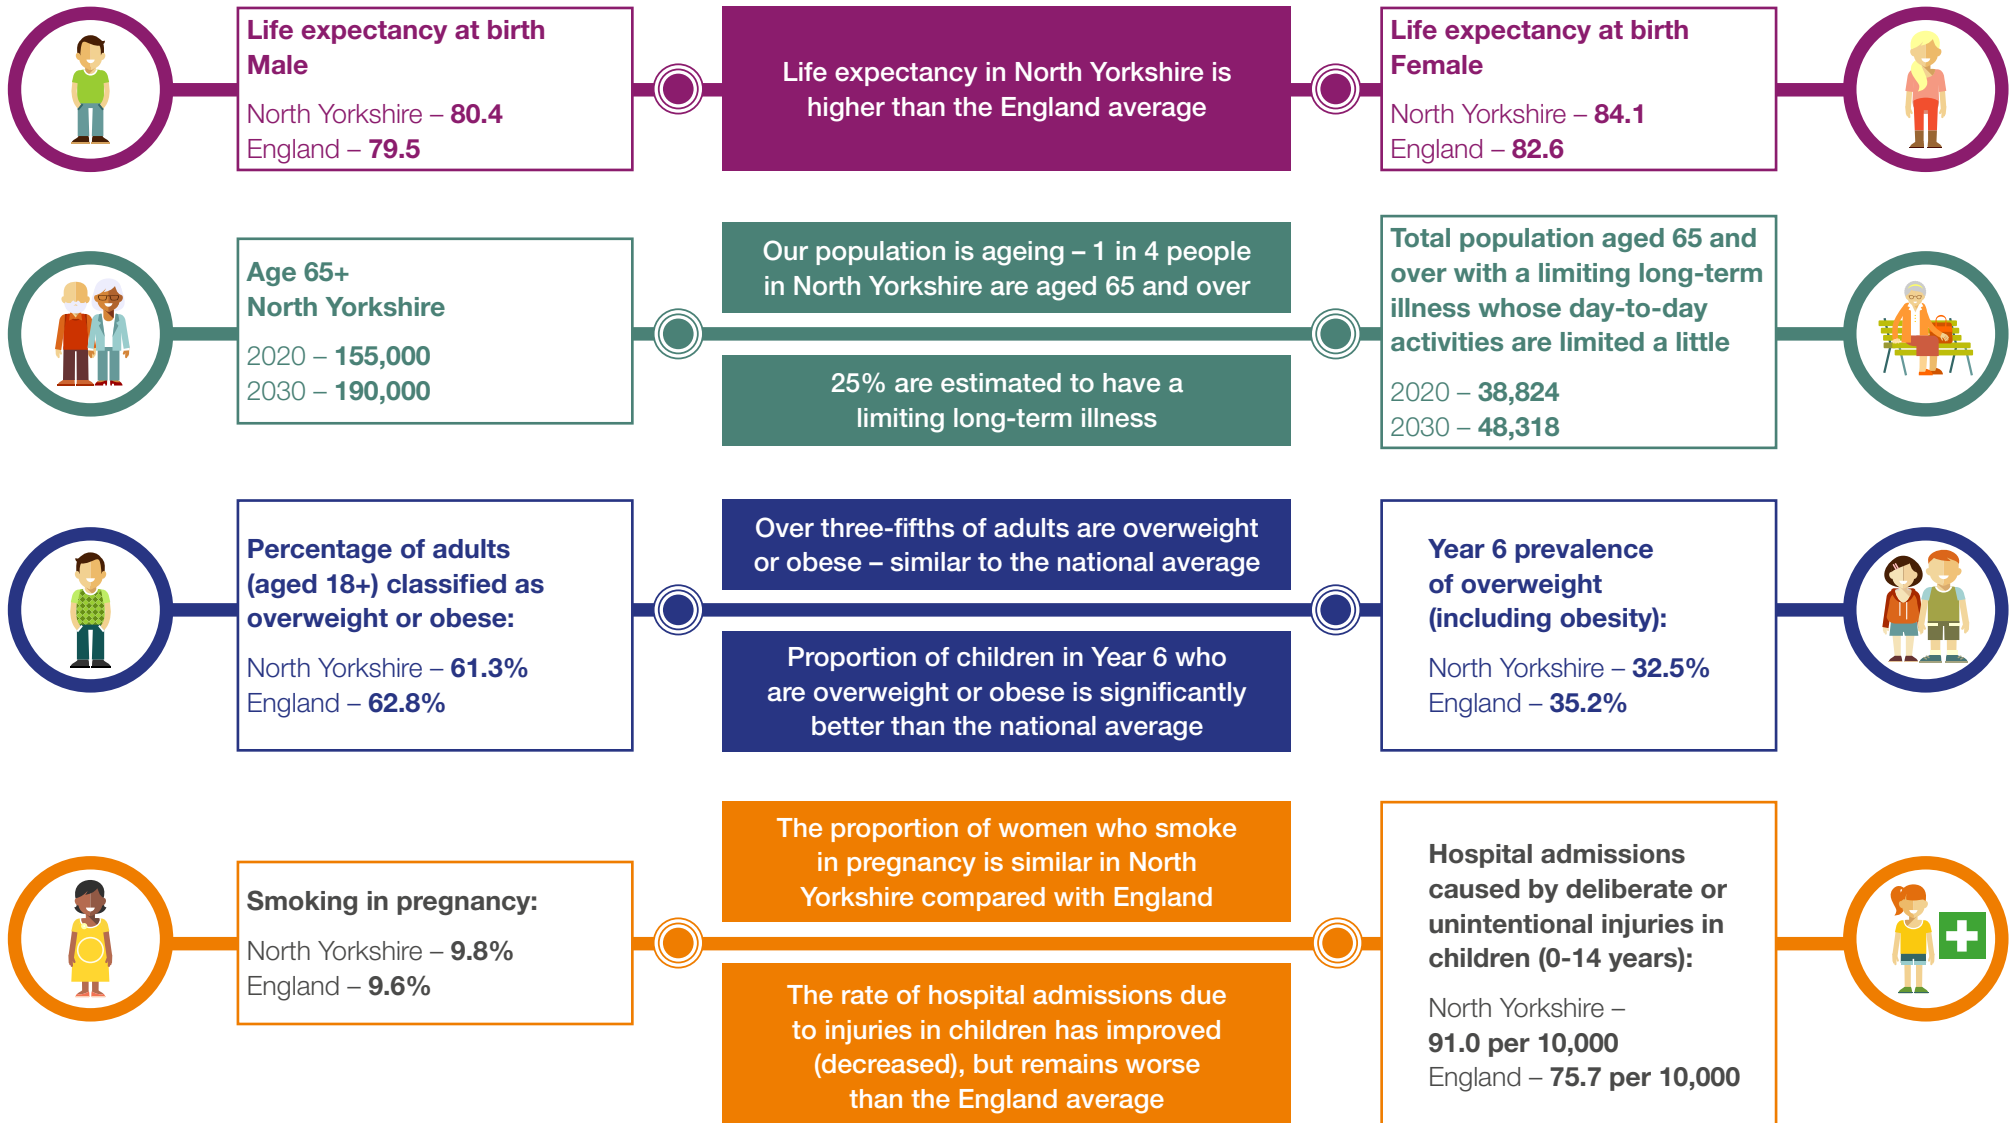 Life expectancy at birth
Male
North Yorkshire – 80.4
England – 79.5
Life expectancy in North Yorkshire is
higher than the England average
Life expectancy at birth
Female
North Yorkshire – 84.1
England – 82.6
Age 65+
North Yorkshire
2020 – 155,000
2030 – 190,000
Our population is ageing – 1 in 4 people
in North Yorkshire are aged 65 and over
25% are estimated to have a
limiting long-term illness
Total population aged 65 and
over with a limiting long-term
illness whose day-to-day
activities are limited a little
2020 – 38,824
2030 – 48,318
Percentage of adults
(aged 18+) classified as
overweight or obese:
North Yorkshire – 61.3%
England – 62.8%
Over three-fifths of adults are overweight
or obese – similar to the national average
Proportion of children in Year 6 who
are overweight or obese is significantly
better than the national average
Year 6 prevalence
of overweight
(including obesity):
North Yorkshire – 32.5%
England – 35.2%
Smoking in pregnancy:
North Yorkshire – 9.8%
England – 9.6%
The proportion of women who smoke
in pregnancy is similar in North
Yorkshire compared with England
The rate of hospital admissions due
to injuries in children has improved
(decreased), but remains worse
than the England average
Hospital admissions
caused by deliberate or
unintentional injuries in
children (0-14 years):
North Yorkshire –
91.0 per 10,000
England – 75.7 per 10,000